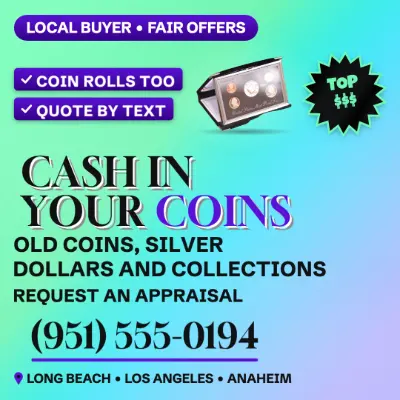 LOCAL BUYER • FAIR OFFERS
✓ COIN ROLLS TOO
✓ QUOTE BY TEXT
TOP
$$$
CASH IN
YOUR COINS
OLD COINS, SILVER
DOLLARS AND COLLECTIONS
REQUEST AN APPRAISAL
(951) 555-0194
LONG BEACH • LOS ANGELES • ANAHEIM